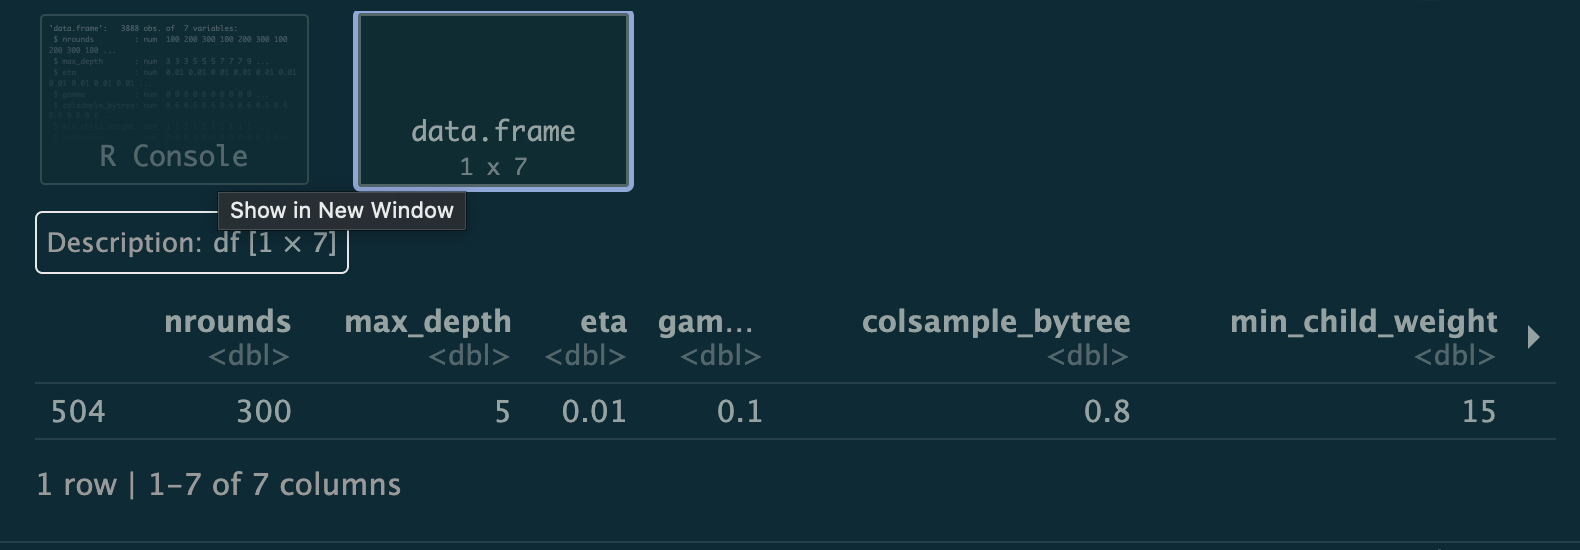 'data.frame': 3888 obs. of 7 variables:
$ nrounds : num 100 200 300 100 200 300 100
200 300 100 ...
$ max_depth : num 3 3 3 5 5 5 7 7 7 9 ...
$ eta : num 0.01 0.01 0.01 0.01 0.01 0.01 0.01
0.01 0.01 0.01 0.01 ...
$ gamma : num 0 0 0 0 0 0 0 0 0 0 ...
$ colsample_bytree: num 0.6 0.6 0.6 0.6 0.6 0.6 0.6
R Console
data.frame
1 x 7
Show in New Window
Description: df [1 × 7]
nrounds max_depth eta gam... colsample_bytree min_child_weight
<dbl> <dbl> <dbl> <dbl> <dbl> <dbl>
504 300 5 0.01 0.1 0.8 15
1 row | 1-7 of 7 columns